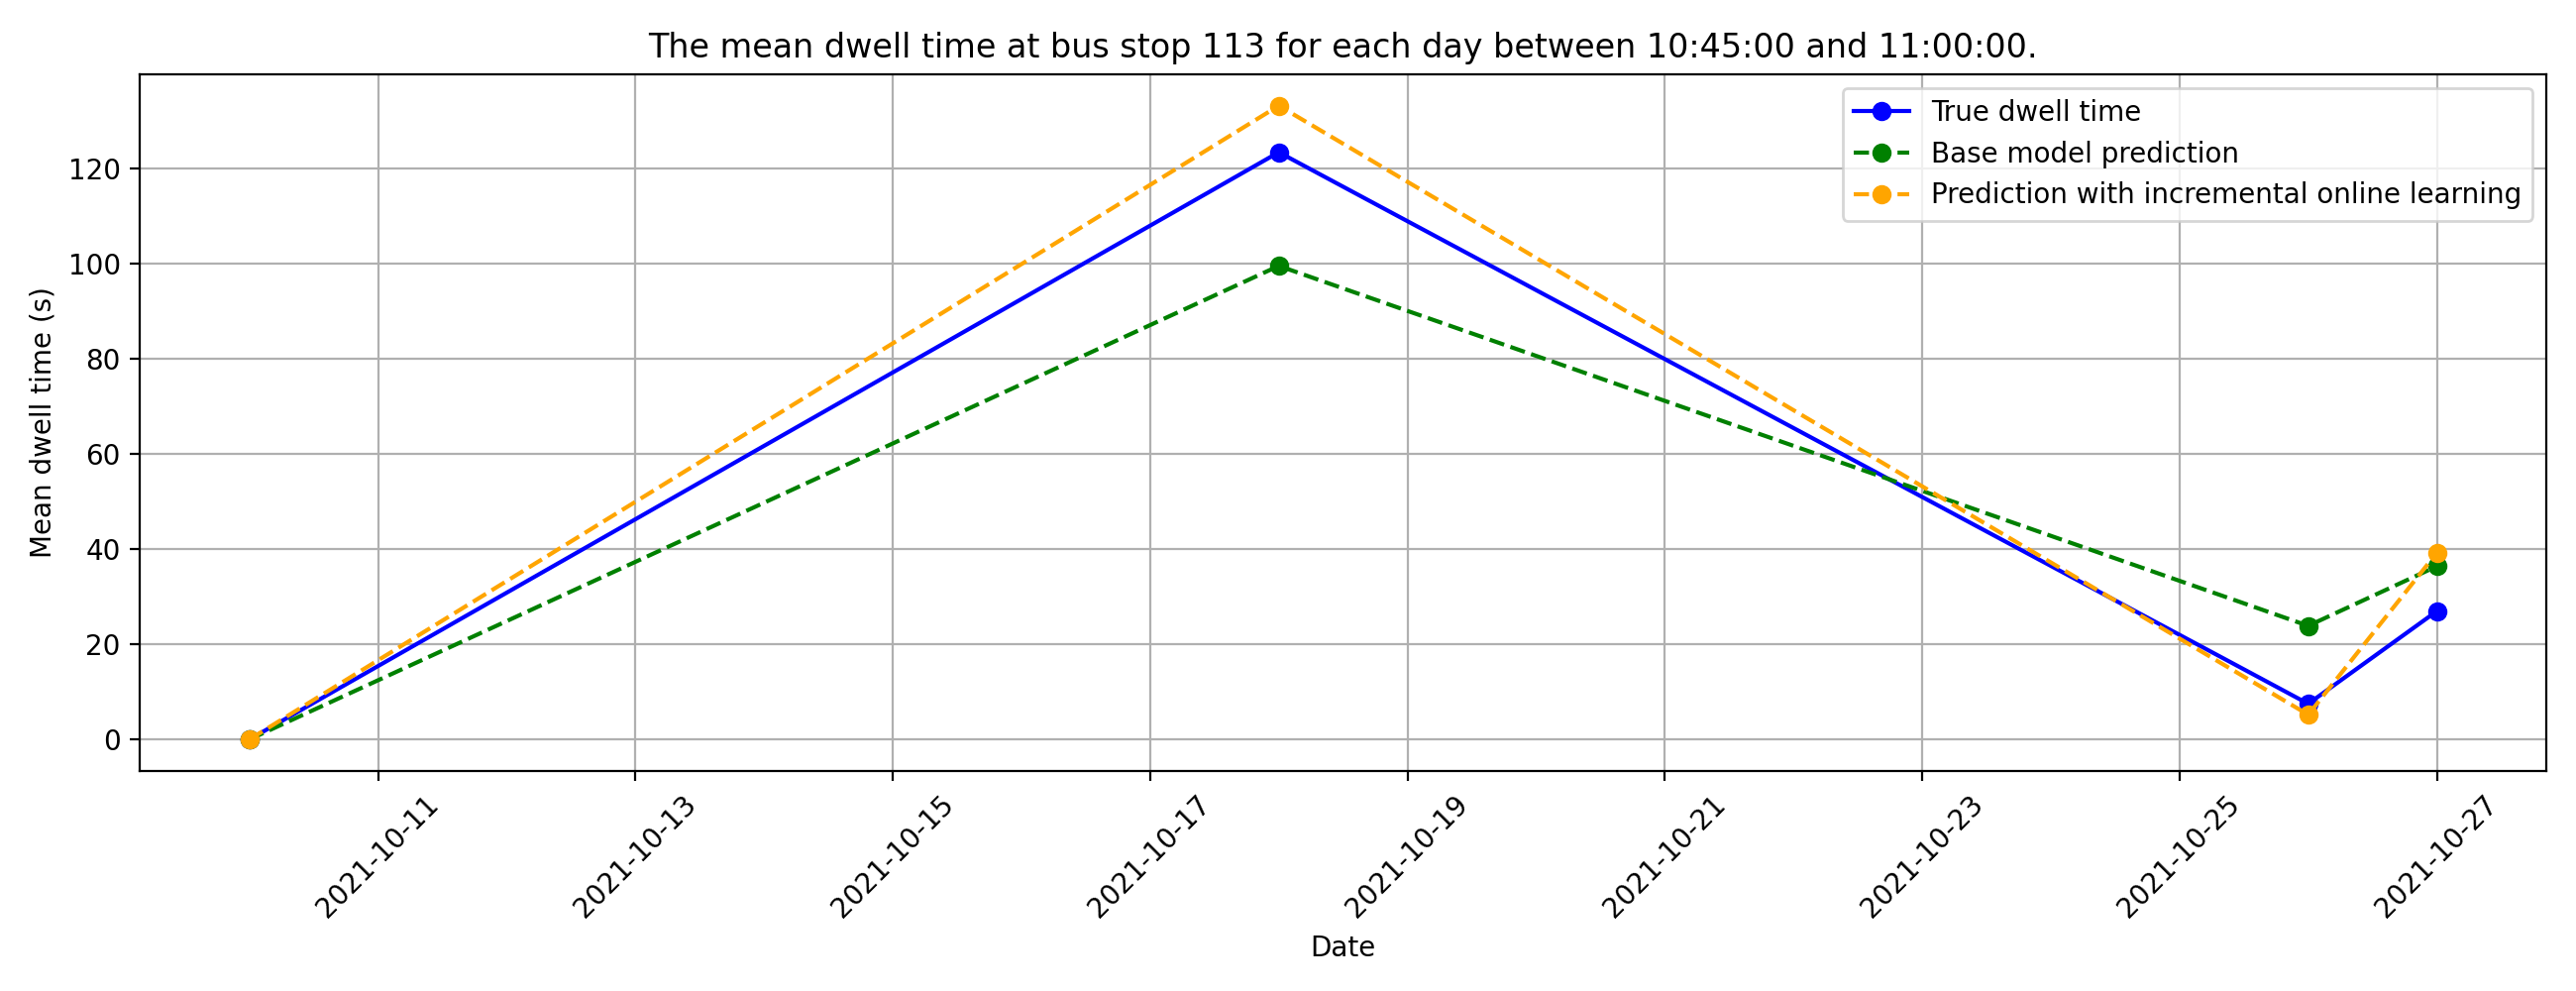 The mean dwell time at bus stop 113 for each day between 10:45:00 and 11:00:00.
True dwell time
Base model prediction
Prediction with incremental online learning
Mean dwell time (s)
120
100
80
60
40
20
0
2021-10-11
2021-10-13
2021-10-15
2021-10-17
2021-10-19
2021-10-21
2021-10-23
2021-10-25
2021-10-27
Date